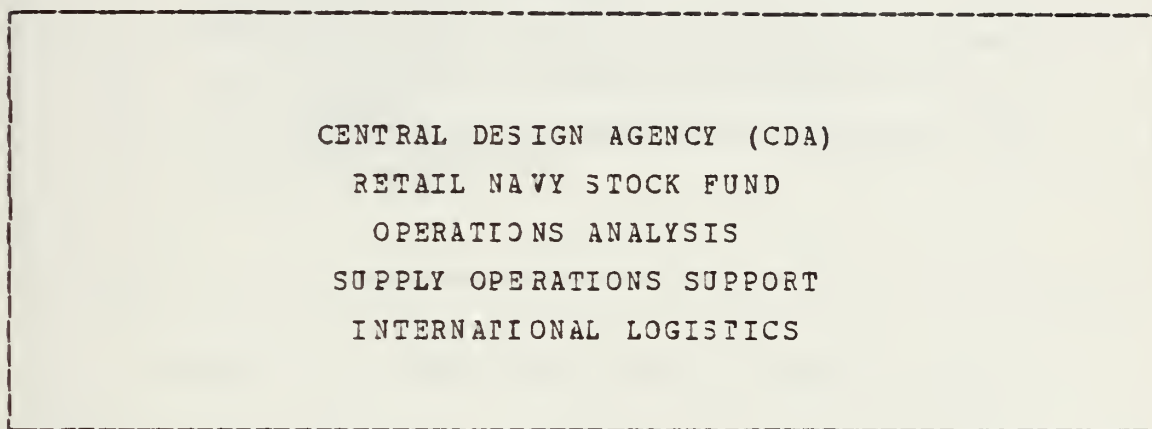 CENTRAL DESIGN AGENCY (CDA)
RETAIL NAVY STOCK FUND
OPERATIONS ANALYSIS
SUPPLY OPERATIONS SUPPORT
INTERNATIONAL LOGISTICS